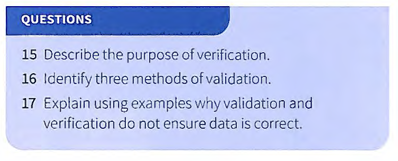 QUESTIONS
15 Describe the purpose of verification.
16 Identify three methods of validation.
17 Explain using examples why validation and
verification do not ensure data is correct.